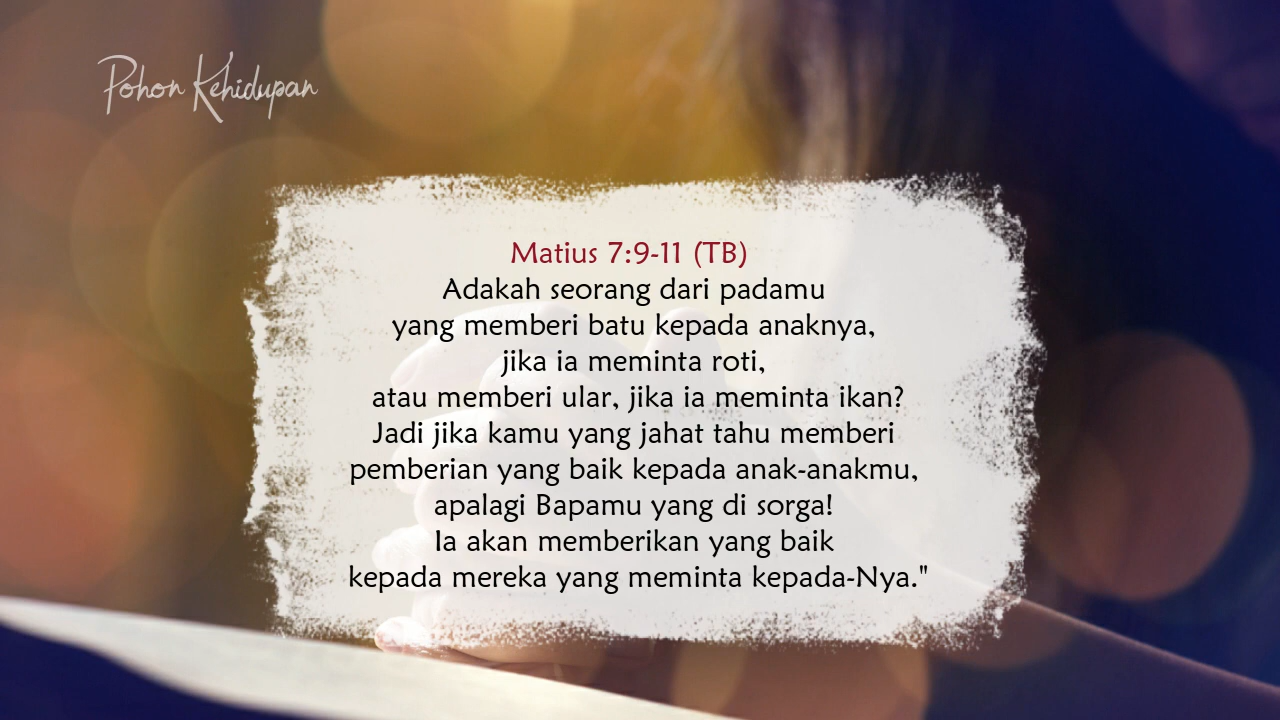 Pohon Kehidupan
Matius 7:9-11 (TB)
Adakah seorang dari padamu
yang memberi batu kepada anaknya,
jika ia meminta roti,
atau memberi ular, jika ia meminta ikan?
Jadi jika kamu yang jahat tahu memberi
pemberian yang baik kepada anak-anakmu,
apalagi Bapamu yang di sorga!
Ia akan memberikan yang baik
kepada mereka yang meminta kepada-Nya."